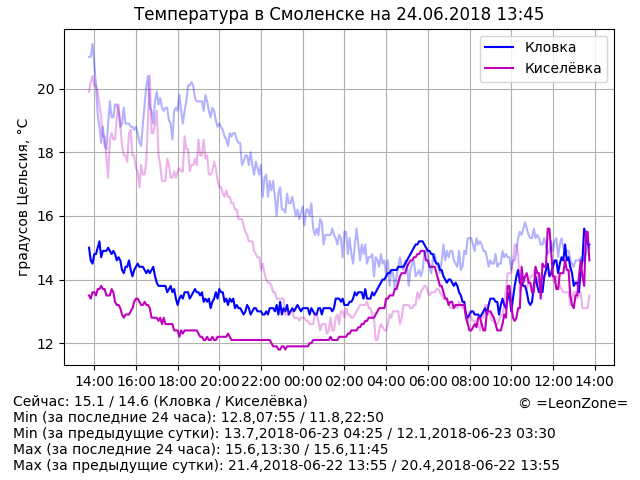 Температура в Смоленске на 24.06.2018 13:45
Кловка
Киселёвка
градусов Цельсия, °C
20
18
16
14
12
14:00 16:00 18:00 20:00 22:00 00:00 02:00 04:00 06:00 08:00 10:00 12:00 14:00
Сейчас: 15.1 / 14.6 (Кловка / Киселёвка)
© =LeonZone=
Min (за последние 24 часа): 12.8,07:55 / 11.8,22:50
Min (за предыдущие сутки): 13.7,2018-06-23 04:25 / 12.1,2018-06-23 03:30
Max (за последние 24 часа): 15.6,13:30 / 15.6,11:45
Max (за предыдущие сутки): 21.4,2018-06-22 13:55 / 20.4,2018-06-22 13:55